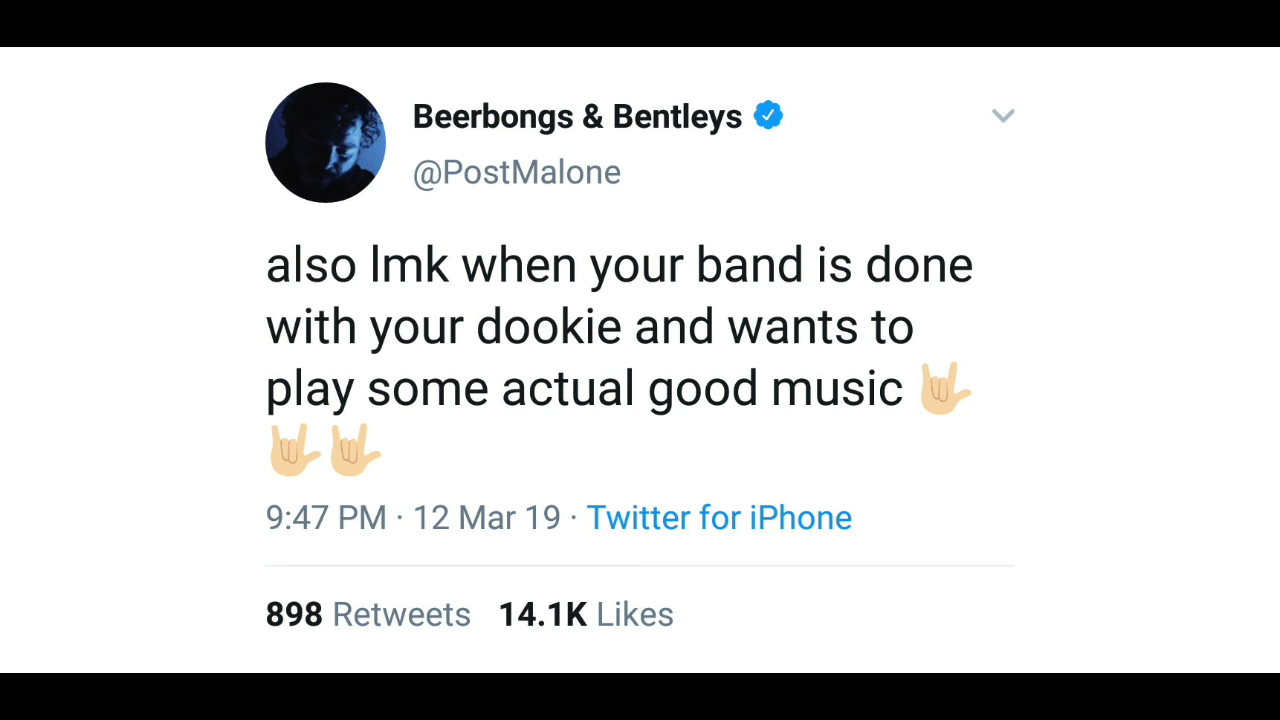 Beerbongs & Bentleys
@PostMalone
also lmk when your band is done
with your dookie and wants to
play some actual good music 🤟🏼
🤟🏼🤟🏼
9:47 PM · 12 Mar 19 · Twitter for iPhone
898 Retweets 14.1K Likes